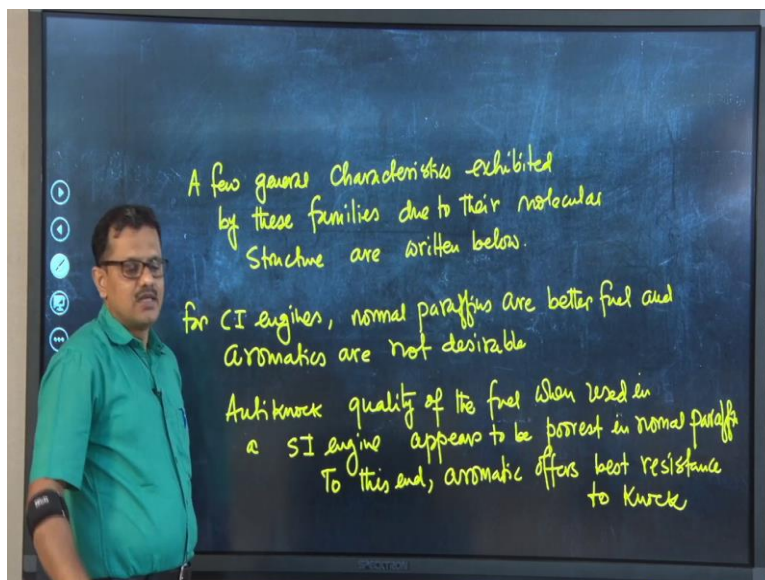 A few general Characteristics exhibited
by these families due to their molecular
Structure are written below.
for CI engines, normal paraffins are better fuel and
aromatics are not desirable
Antiknock quality of the fuel when used in
a SI engine appears to be poorest in normal paraffi
To this end, aromatic offers best resistance
to Knock
SPECKTRON